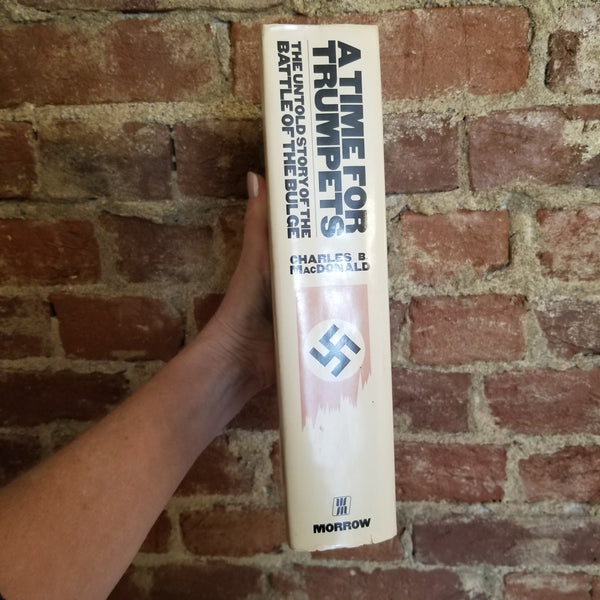 A TIME FOR
TRUMPETS
THE UNTOLD STORY OF THE
BATTLE OF THE BULGE
CHARLES B.
MACDONALD
MORROW